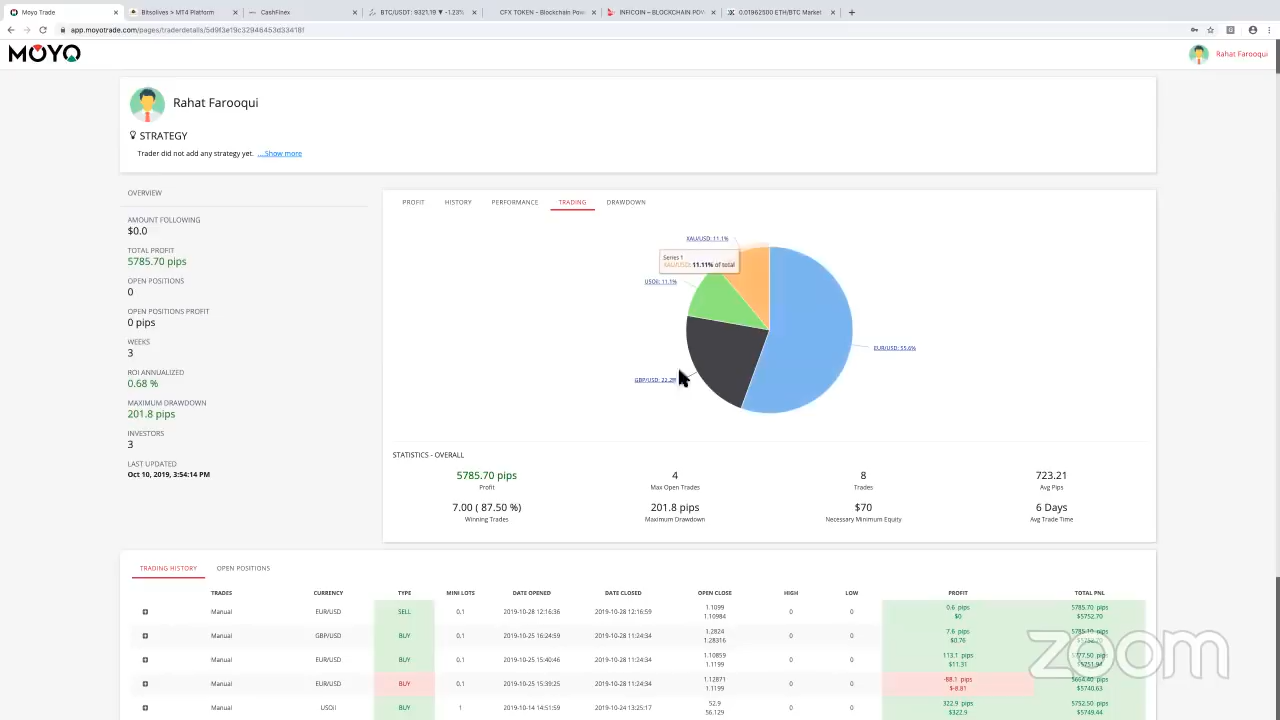 Moyo Trade
Bitsolives > MT4 Platform
CashFinex
BTC/USDT: 9321.19 ▼ -1.23%
CFX TOKEN - Blockchain Pow
INFICOIN – BLOCKCHAIN POW
0.01962500 ETH/BTC Market
app.moyotrade.com/pages/traderdetails/5d9f3e19c32946453d33418f
MOYO
Rahat Farooqui
Rahat Farooqui
STRATEGY
Trader did not add any strategy yet. ....Show more
OVERVIEW
AMOUNT FOLLOWING
$0.0
TOTAL PROFIT
5785.70 pips
OPEN POSITIONS
0
OPEN POSITIONS PROFIT
0 pips
WEEKS
3
ROI ANNUALIZED
0.68 %
MAXIMUM DRAWDOWN
201.8 pips
INVESTORS
3
LAST UPDATED
Oct 10, 2019, 3:54:14 PM
PROFIT HISTORY PERFORMANCE TRADING DRAWDOWN
XAU/USD: 11.1%
Series 1
XAU/USD: 11.11% of total
USOil: 11.1%
EUR/USD: 55.6%
GBP/USD: 22.2%
STATISTICS - OVERALL
5785.70 pips 4 8 723.21
Profit Max Open Trades Trades Avg Pips
7.00 ( 87.50 %) 201.8 pips $70 6 Days
Winning Trades Maximum Drawdown Necessary Minimum Equity Avg Trade Time
TRADING HISTORY OPEN POSITIONS
TRADES CURRENCY TYPE MINI LOTS DATE OPENED DATE CLOSED OPEN CLOSE HIGH LOW PROFIT TOTAL PNL
Manual EUR/USD SELL 0.1 2019-10-28 12:16:36 2019-10-28 12:16:59 1.1099 1.10984 0 0 0.6 pips $0 5785.70 pips $5752.70
Manual GBP/USD BUY 0.1 2019-10-25 16:24:59 2019-10-28 11:24:34 1.2824 1.28316 0 0 7.6 pips $0.76 5785.10 pips
Manual EUR/USD BUY 0.1 2019-10-25 15:40:46 2019-10-28 11:24:34 1.10859 1.1199 0 0 113.1 pips $11.31 5777.50 pips $5751.94
Manual EUR/USD BUY 0.1 2019-10-25 15:39:25 2019-10-28 11:24:34 1.12871 1.1199 0 0 -88.1 pips $-8.81 5664.40 pips $5740.63
Manual USOil BUY 1 2019-10-14 14:51:59 2019-10-24 13:25:17 52.9 56.129 0 0 322.9 pips $322.9 5752.50 pips $5749.44
zoom